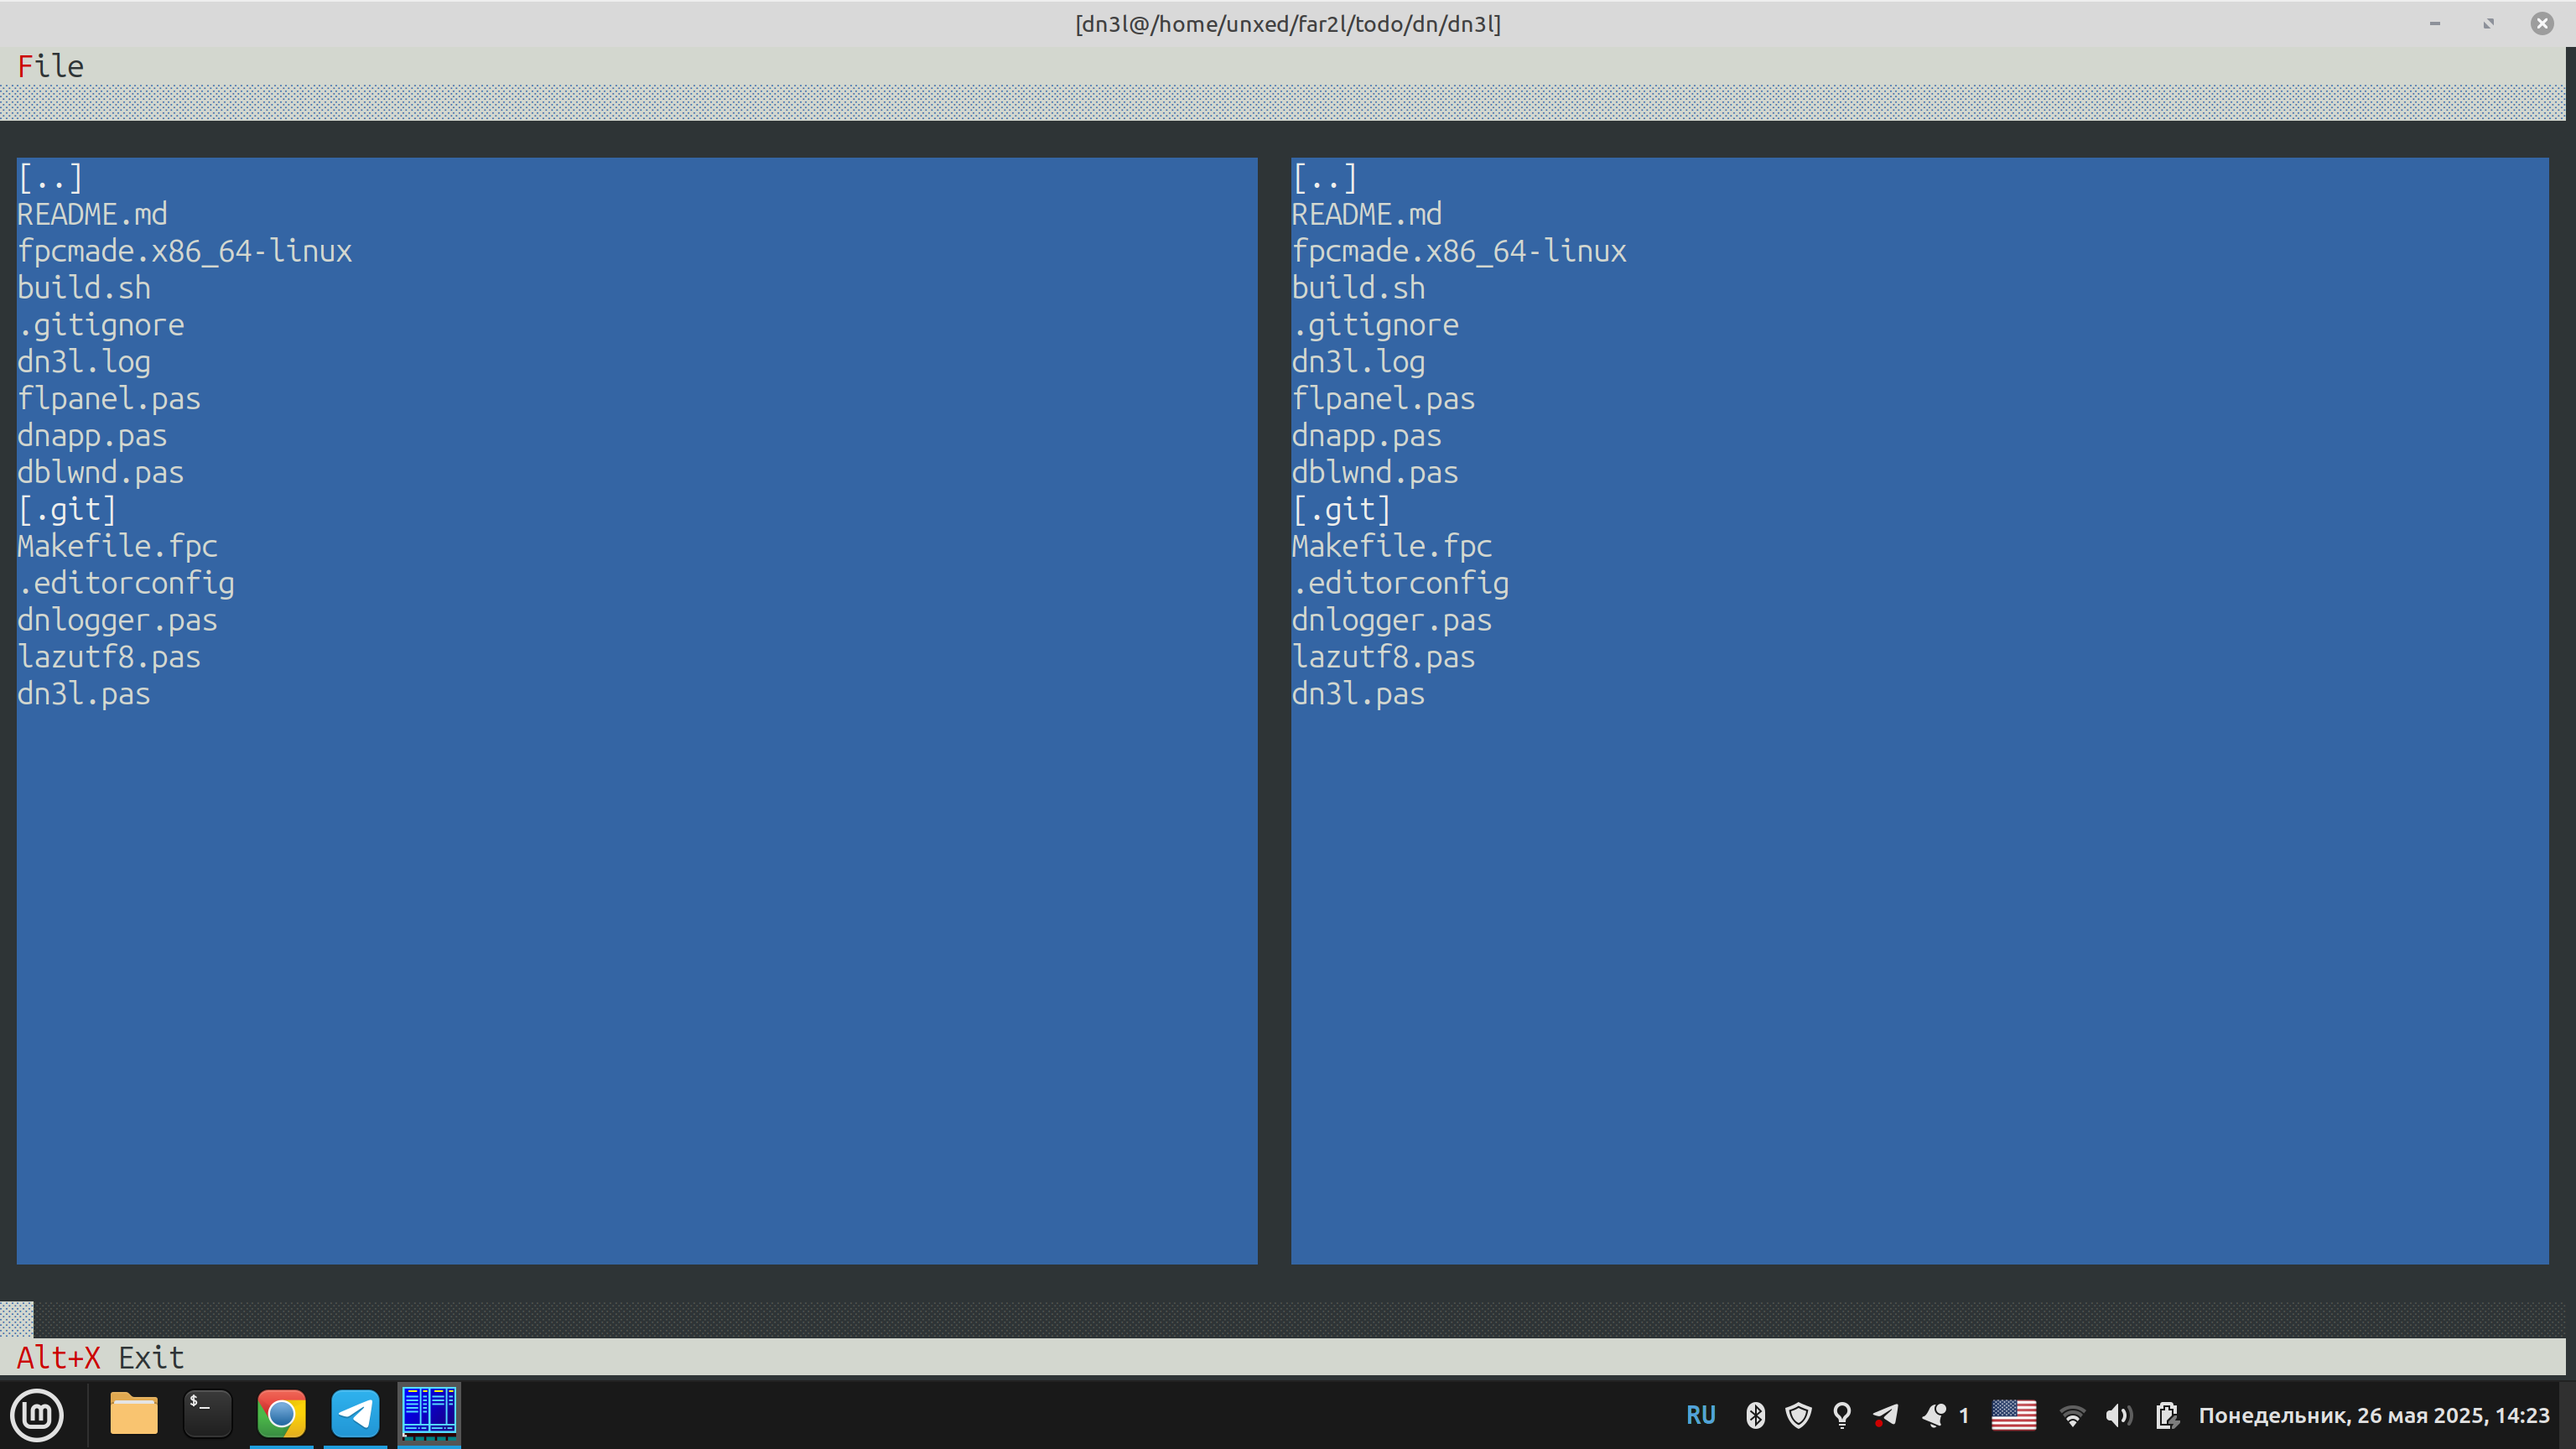 [dn3l@/home/unxed/far2l/todo/dn/dn3l]
File
[..]
README.md
fpcmade.x86_64-linux
build.sh
.gitignore
dn3l.log
flpanel.pas
dnapp.pas
dblwnd.pas
[.git]
Makefile.fpc
.editorconfig
dnlogger.pas
lazutf8.pas
dn3l.pas
[..]
README.md
fpcmade.x86_64-linux
build.sh
.gitignore
dn3l.log
flpanel.pas
dnapp.pas
dblwnd.pas
[.git]
Makefile.fpc
.editorconfig
dnlogger.pas
lazutf8.pas
dn3l.pas
Alt+X Exit
$_
RU 1 Понедельник, 26 мая 2025, 14:23